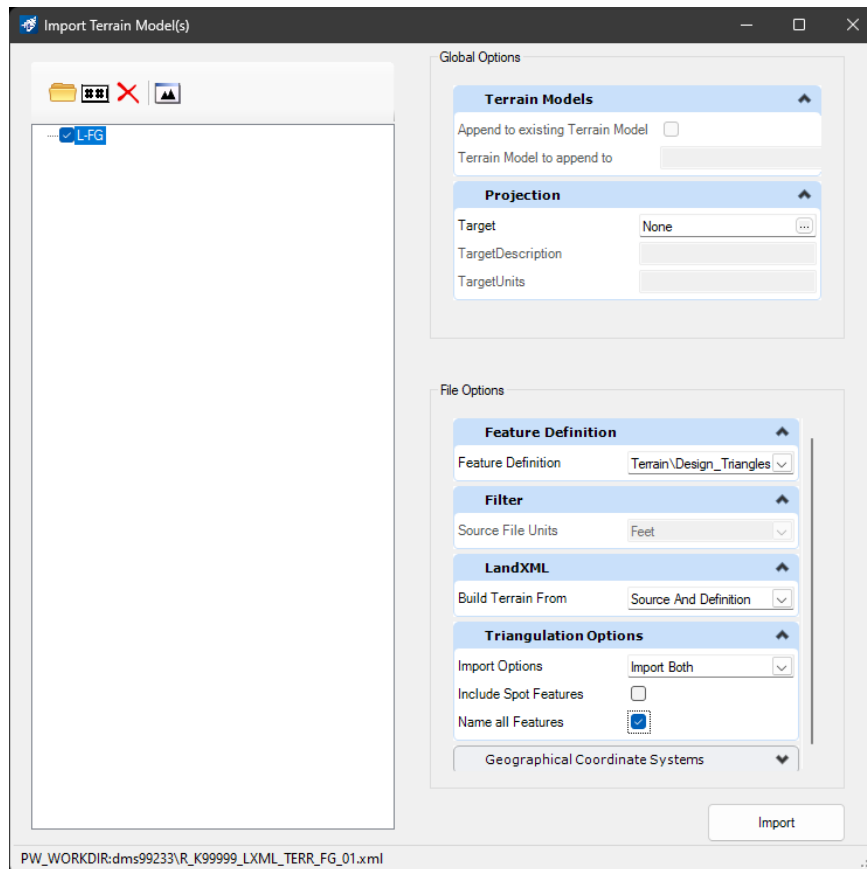 Import Terrain Model(s)
Global Options
##
L-FG
Terrain Models
Append to existing Terrain Model
Terrain Model to append to
Projection
Target None ...
TargetDescription
TargetUnits
File Options
Feature Definition
Feature Definition Terrain\Design_Triangles
Filter
Source File Units Feet
LandXML
Build Terrain From Source And Definition
Triangulation Options
Import Options Import Both
Include Spot Features
Name all Features
Geographical Coordinate Systems
Import
PW_WORKDIR:dms99233\R_K99999_LXML_TERR_FG_01.xml